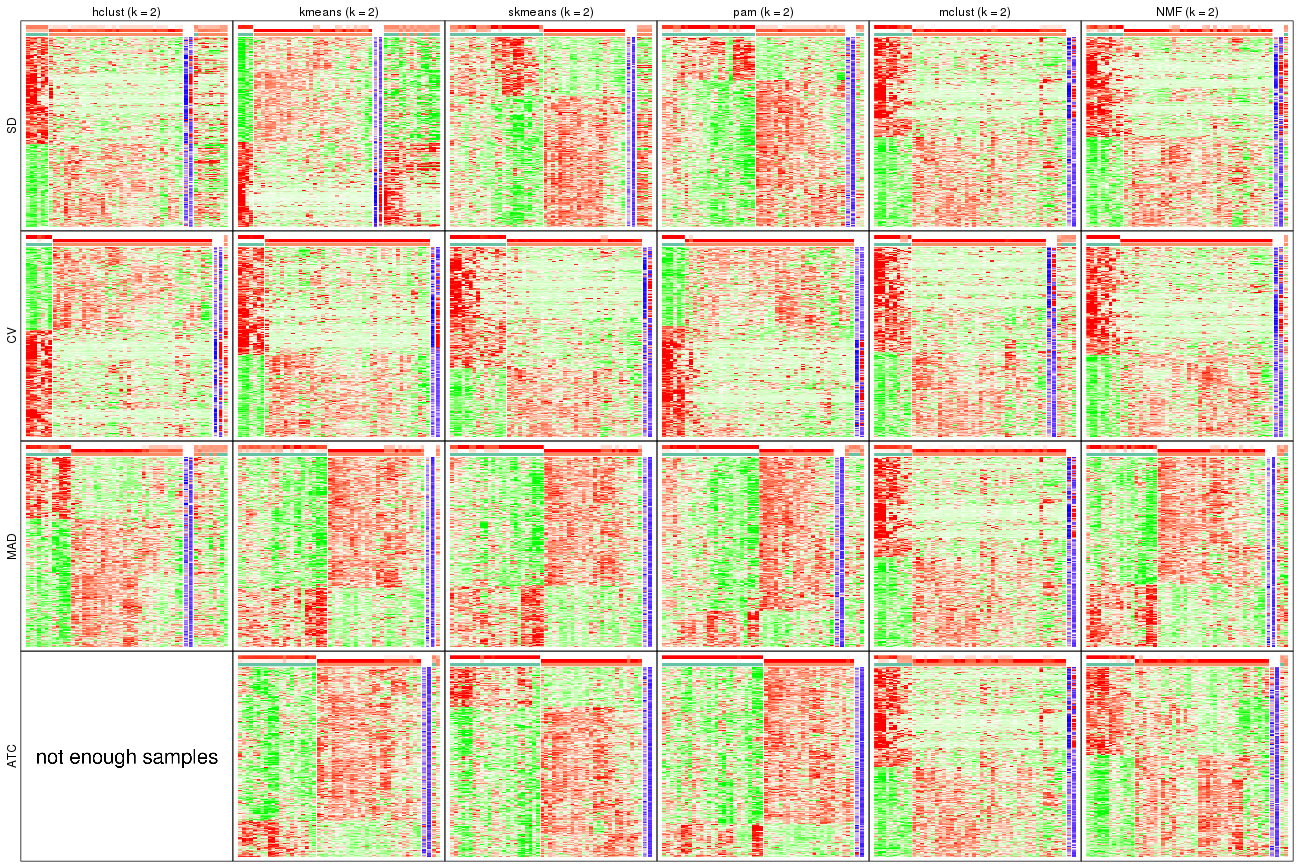 hclust (k = 2) kmeans (k = 2) skmeans (k = 2) pam (k = 2) mclust (k = 2) NMF (k = 2)
SD
CV
MAD
ATC
not enough samples